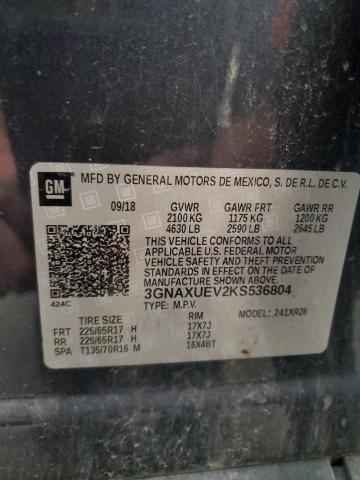 GM
MFD BY GENERAL MOTORS DE MEXICO, S. DE R.L. DE C.V.
09/18 GVWR GAWR FRT GAWR RR
2100 KG 1175 KG 1200 KG
4630 LB 2590 LB 2645 LB
THIS VEHICLE CONFORMS TO ALL APPLICABLE U.S. FEDERAL MOTOR
VEHICLE SAFETY AND THEFT PREVENTION
STANDARDS IN EFFECT ON THE DATE OF
MANUFACTURE SHOWN ABOVE.
3GNAXUEV2KS536804
424C TYPE: M.P.V. MODEL: 241XR26
TIRE SIZE RIM
FRT 225/65R17 H 17X7J
RR 225/65R17 H 17X7J
SPA T135/70R16 M 16X4BT